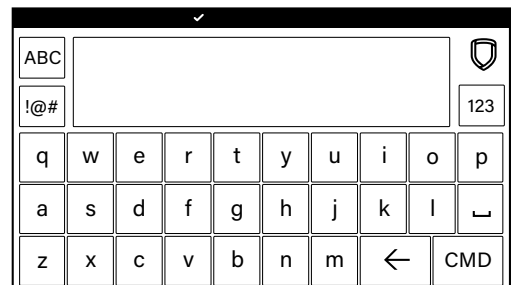 ABC
!@# 123
q w e r t y u i o p
a s d f g h j k l
z x c v b n m ← CMD